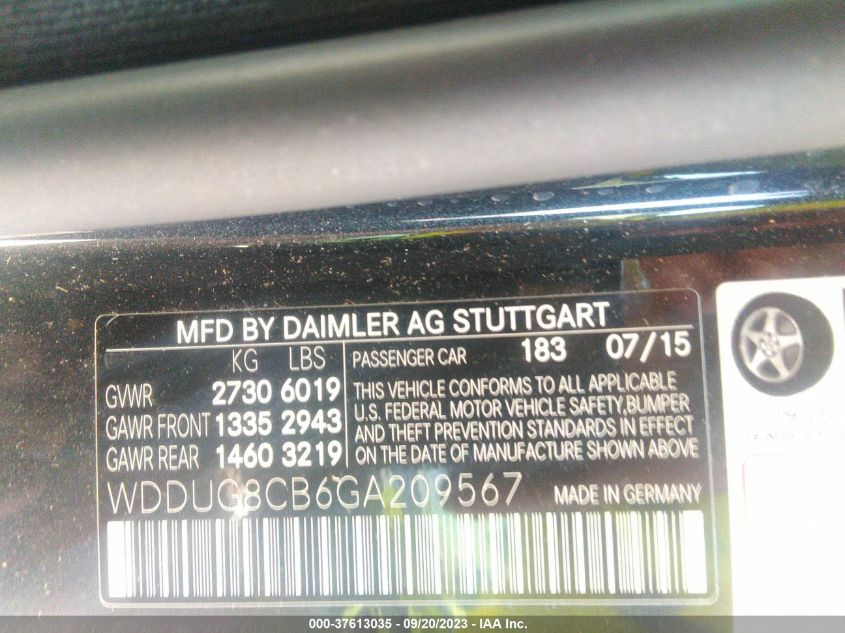 MFD BY DAIMLER AG STUTTGART
KG LBS
GVWR 2730 6019
GAWR FRONT 1335 2943
GAWR REAR 1460 3219
PASSENGER CAR 183 07/15
THIS VEHICLE CONFORMS TO ALL APPLICABLE
U.S. FEDERAL MOTOR VEHICLE SAFETY, BUMPER
AND THEFT PREVENTION STANDARDS IN EFFECT
ON THE DATE OF MANUFACTURE SHOWN ABOVE
WDDUG8CB6GA209567 MADE IN GERMANY
000-37613035 - 09/20/2023 - IAA Inc.